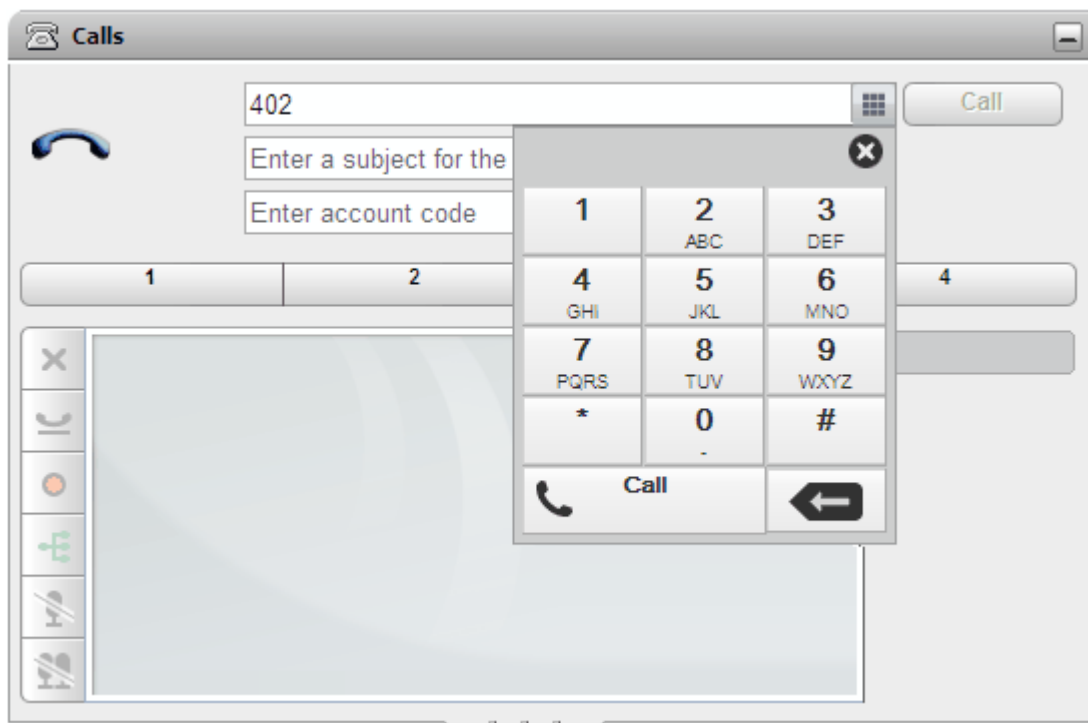 Calls
402
Call
Enter a subject for the
Enter account code
1 2 4
1 2 3
ABC DEF
4 5 6
GHI JKL MNO
7 8 9
PQRS TUV WXYZ
* 0 #
-
Call